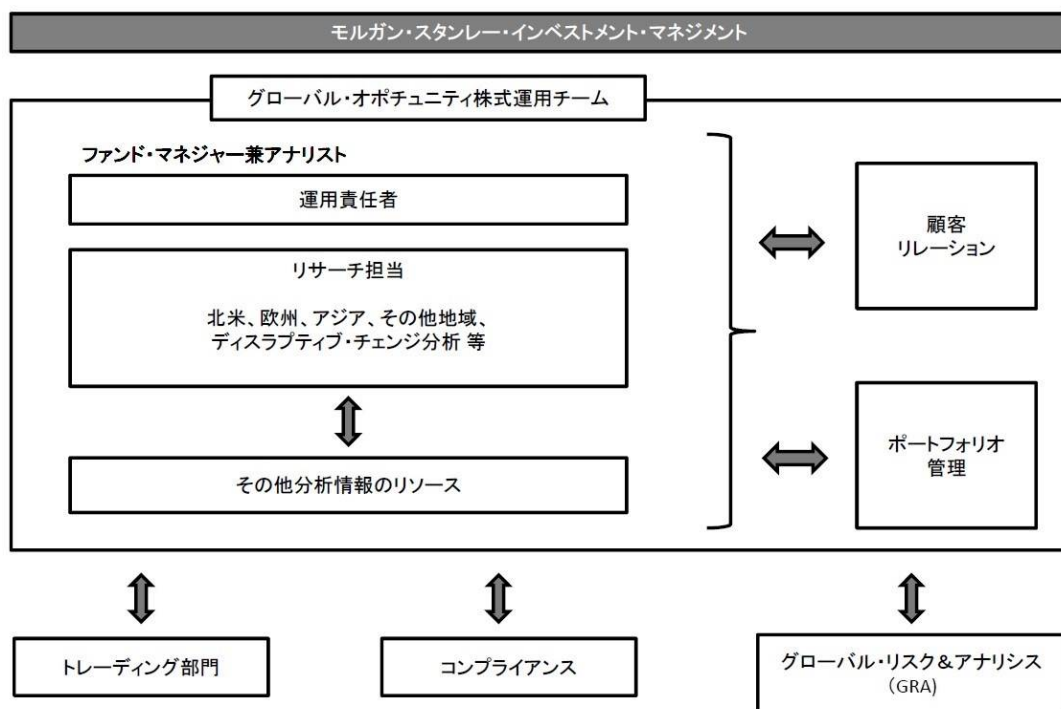 モルガン・スタンレー・インベストメント・マネジメント
グローバル・オポチュニティ株式運用チーム
ファンド・マネジャー兼アナリスト
運用責任者
リサーチ担当
北米、欧州、アジア、その他地域、
ディスラプティブ・チェンジ分析 等
その他分析情報のリソース
顧客
リレーション
ポートフォリオ
管理
トレーディング部門
コンプライアンス
グローバル・リスク＆アナリシス
（GRA)